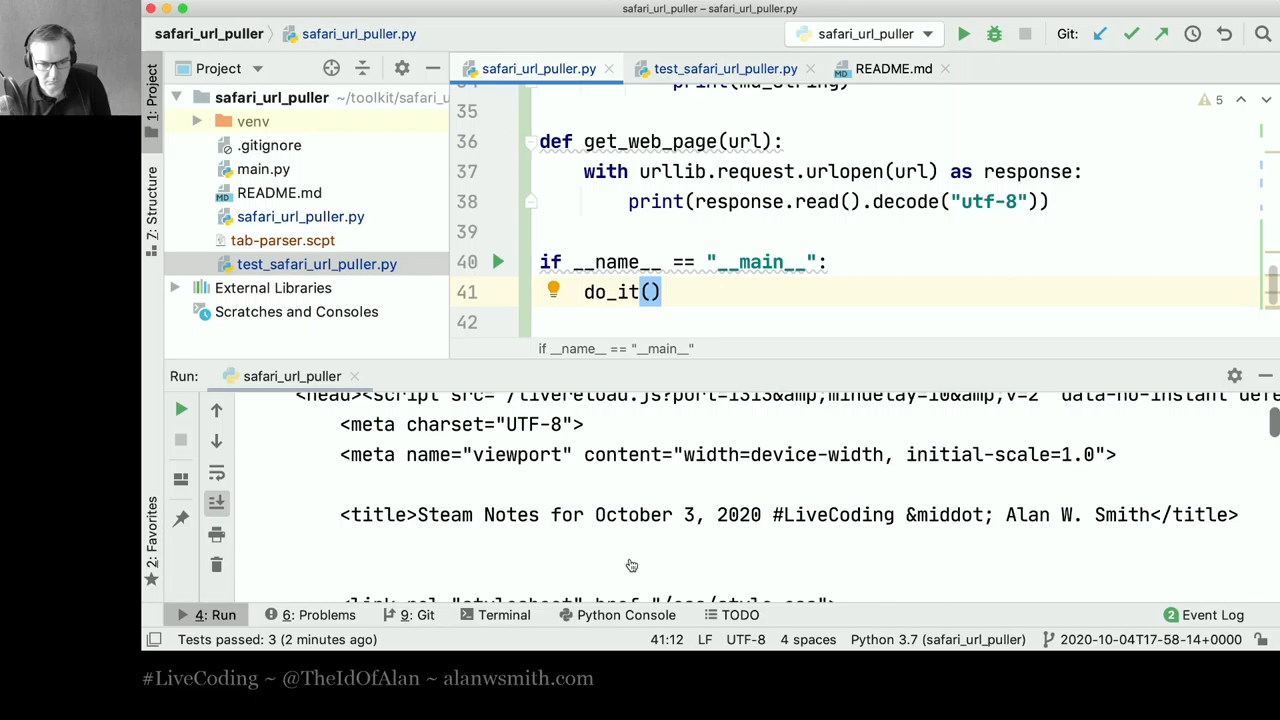 safari_url_puller – safari_url_puller.py
safari_url_puller safari_url_puller.py safari_url_puller Git:
1: Project
Z: Structure
2: Favorites
Project
safari_url_puller ~/toolkit/safari_u
venv
.gitignore
main.py
MD README.md
safari_url_puller.py
tab-parser.scpt
test_safari_url_puller.py
External Libraries
Scratches and Consoles
safari_url_puller.py test_safari_url_puller.py MD README.md
5
34 print(md_string)
35
36 def get_web_page(url):
37 with urllib.request.urlopen(url) as response:
38 print(response.read().decode("utf-8"))
39
40 if __name__ == "__main__":
41 do_it()
42
if __name__ == "__main__"
Run: safari_url_puller
<head><script src="/livereload.js?port=1313&amp;mindelay=10&amp;v=2" data-no-instant defe
<meta charset="UTF-8">
<meta name="viewport" content="width=device-width, initial-scale=1.0">
<title>Steam Notes for October 3, 2020 #LiveCoding &middot; Alan W. Smith</title>
<link rel="stylesheet" href="/css/style.css">
4: Run 6: Problems 9: Git Terminal Python Console TODO 2 Event Log
Tests passed: 3 (2 minutes ago) 41:12 LF UTF-8 4 spaces Python 3.7 (safari_url_puller) 2020-10-04T17-58-14+0000
#LiveCoding ~ @TheIdOfAlan ~ alanwsmith.com